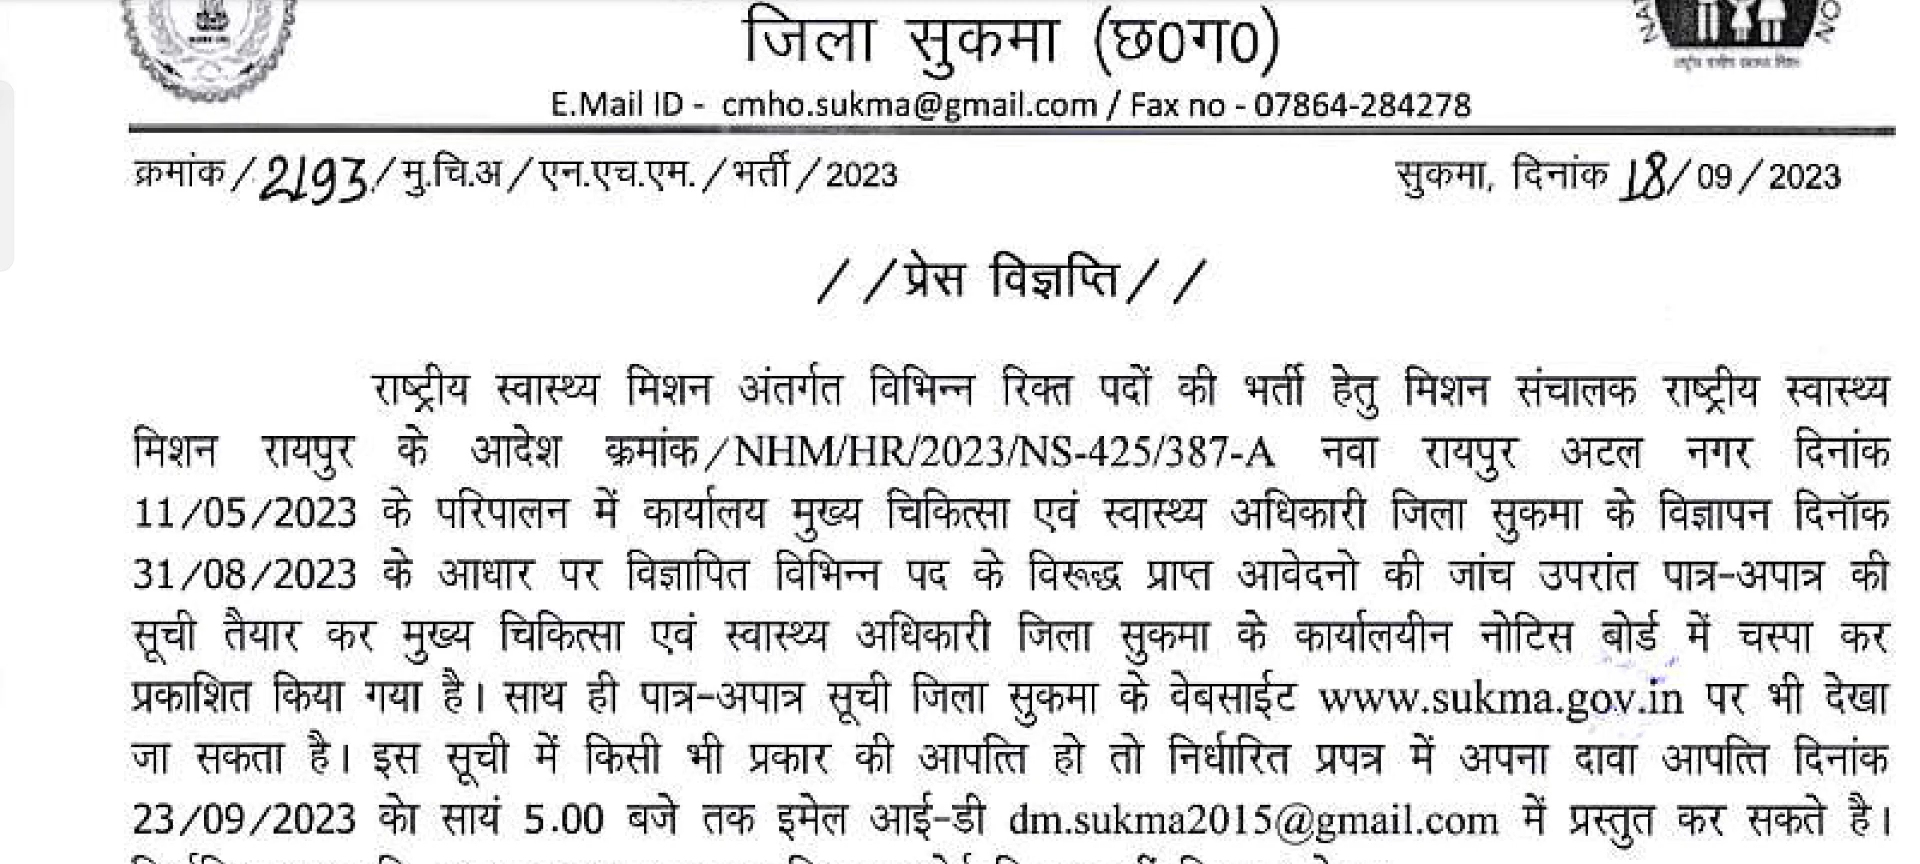 जिला सुकमा (छ0ग0)
E.Mail ID - cmho.sukma@gmail.com / Fax no - 07864-284278
क्रमांक/2193/मु.चि.अ/एन.एच.एम./भर्ती/2023 सुकमा, दिनांक 18/09/2023
//प्रेस विज्ञप्ति//
राष्ट्रीय स्वास्थ्य मिशन अंतर्गत विभिन्न रिक्त पदों की भर्ती हेतु मिशन संचालक राष्ट्रीय स्वास्थ्य
मिशन रायपुर के आदेश क्रमांक/NHM/HR/2023/NS-425/387-A नवा रायपुर अटल नगर दिनांक
11/05/2023 के परिपालन में कार्यालय मुख्य चिकित्सा एवं स्वास्थ्य अधिकारी जिला सुकमा के विज्ञापन दिनॉक
31/08/2023 के आधार पर विज्ञापित विभिन्न पद के विरूद्ध प्राप्त आवेदनो की जांच उपरांत पात्र-अपात्र की
सूची तैयार कर मुख्य चिकित्सा एवं स्वास्थ्य अधिकारी जिला सुकमा के कार्यालयीन नोटिस बोर्ड में चस्पा कर
प्रकाशित किया गया है। साथ ही पात्र-अपात्र सूची जिला सुकमा के वेबसाईट www.sukma.gov.in पर भी देखा
जा सकता है। इस सूची में किसी भी प्रकार की आपत्ति हो तो निर्धारित प्रपत्र में अपना दावा आपत्ति दिनांक
23/09/2023 केा सायं 5.00 बजे तक इमेल आई-डी dm.sukma2015@gmail.com में प्रस्तुत कर सकते है।